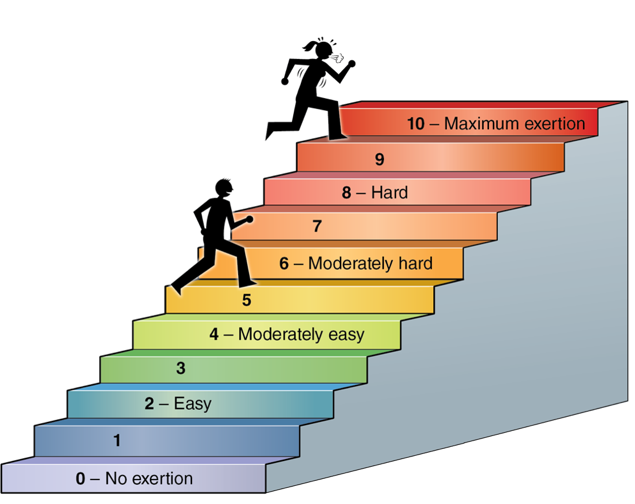 10 – Maximum exertion
9
8 – Hard
7
6 – Moderately hard
5
4 – Moderately easy
3
2 – Easy
1
0 – No exertion